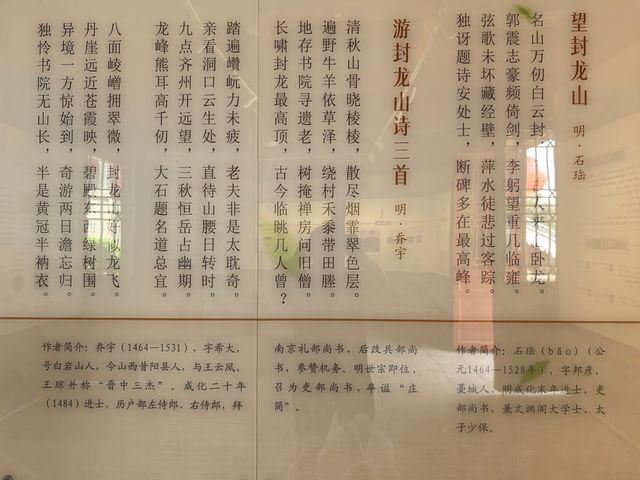 望封龙山 明·石珤
名山万仞白云封，卧龙。
郭震志豪频倚剑，李躬望重几临雍。
弦歌未坏藏经壁，萍水徒悲过客踪。
独讶题诗安处士，断碑多在最高峰。
作者简介：石珤（bǎo）（公
元1464—1528年），字邦彦，
藁城人，明成化末年进士，吏
部尚书，兼文渊阁大学士、太
子少保。
游封龙山诗三首 明·乔宇
清秋山骨晓棱棱，散尽烟霏翠色层。
遍野牛羊依草泽，绕村禾黍带田塍。
地存书院寻遗老，树掩禅房问旧僧。
长啸封龙最高顶，古今临眺几人曾？
踏遍巑岏力未疲，老夫非是太耽奇。
亲看洞口云生处，直待山腰日转时。
九点齐州开远望，三秋恒岳占幽期。
龙峰熊耳高千仞，大石题名道总宜。
八面崚嶒拥翠微，封龙山好似龙飞。
丹崖远近苍霞映，碧殿东西绿树围。
异境一方惊始到，奇游两日澹忘归。
独怜书院无山长，半是黄冠半衲衣。
作者简介：乔宇（1464—1531），字希大，
号白岩山人，今山西昔阳县人，与王云凤、
王琼并称“晋中三杰”。成化二十年
（1484）进士，历户部左侍郎、右侍郎，拜
南京礼部尚书，后改兵部尚
书，参赞机务。明世宗即位，
召为吏部尚书，卒谥“庄
简”。